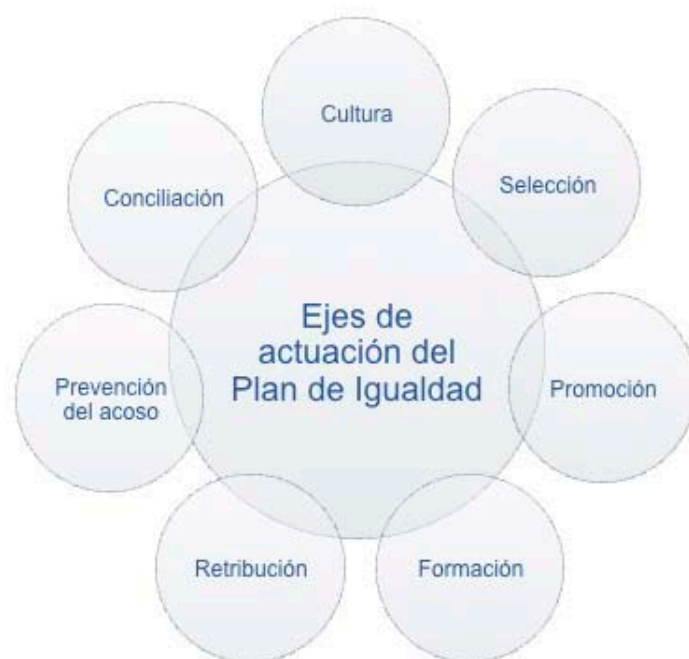 Cultura
Selección
Promoción
Formación
Retribución
Prevención
del acoso
Conciliación
Ejes de
actuación del
Plan de Igualdad